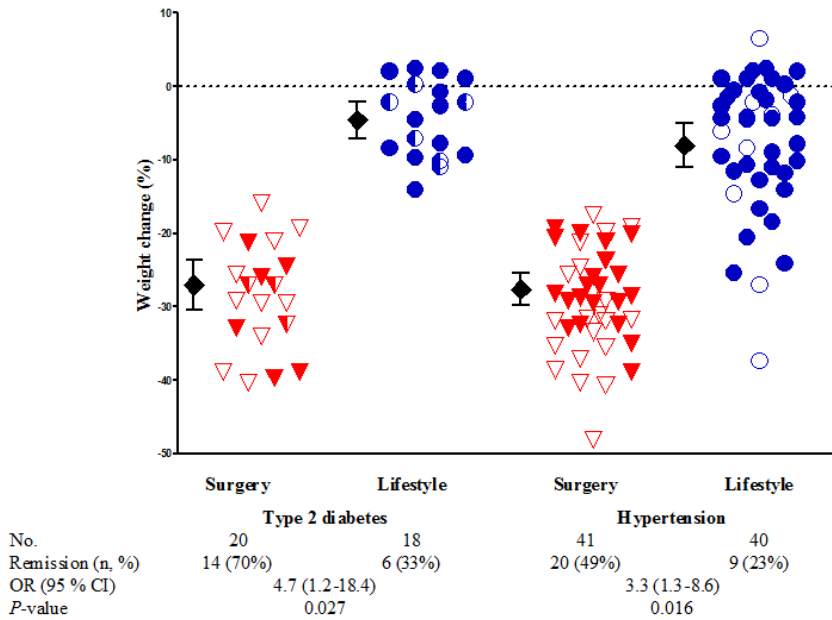 10
0
-10
-20
-30
-40
-50
Weight change (%)
Surgery Lifestyle Surgery Lifestyle
Type 2 diabetes Hypertension
No. 20 18 41 40
Remission (n, %) 14 (70%) 6 (33%) 20 (49%) 9 (23%)
OR (95 % CI) 4.7 (1.2-18.4) 3.3 (1.3-8.6)
P-value 0.027 0.016